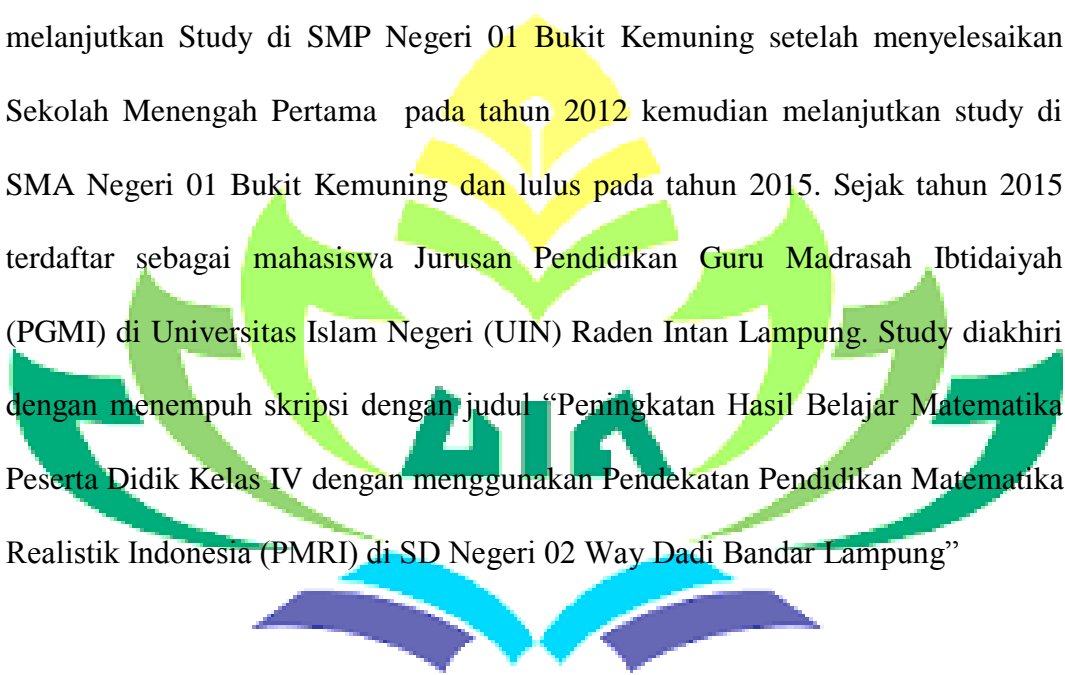 melanjutkan Study di SMP Negeri 01 Bukit Kemuning setelah menyelesaikan
Sekolah Menengah Pertama pada tahun 2012 kemudian melanjutkan study di
SMA Negeri 01 Bukit Kemuning dan lulus pada tahun 2015. Sejak tahun 2015
terdaftar sebagai mahasiswa Jurusan Pendidikan Guru Madrasah Ibtidaiyah
(PGMI) di Universitas Islam Negeri (UIN) Raden Intan Lampung. Study diakhiri
dengan menempuh skripsi dengan judul “Peningkatan Hasil Belajar Matematika
Peserta Didik Kelas IV dengan menggunakan Pendekatan Pendidikan Matematika
Realistik Indonesia (PMRI) di SD Negeri 02 Way Dadi Bandar Lampung”